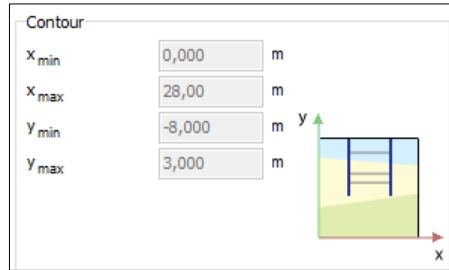 Contour
x min 0,000 m
x max 28,00 m
y min -8,000 m
y max 3,000 m
y
x